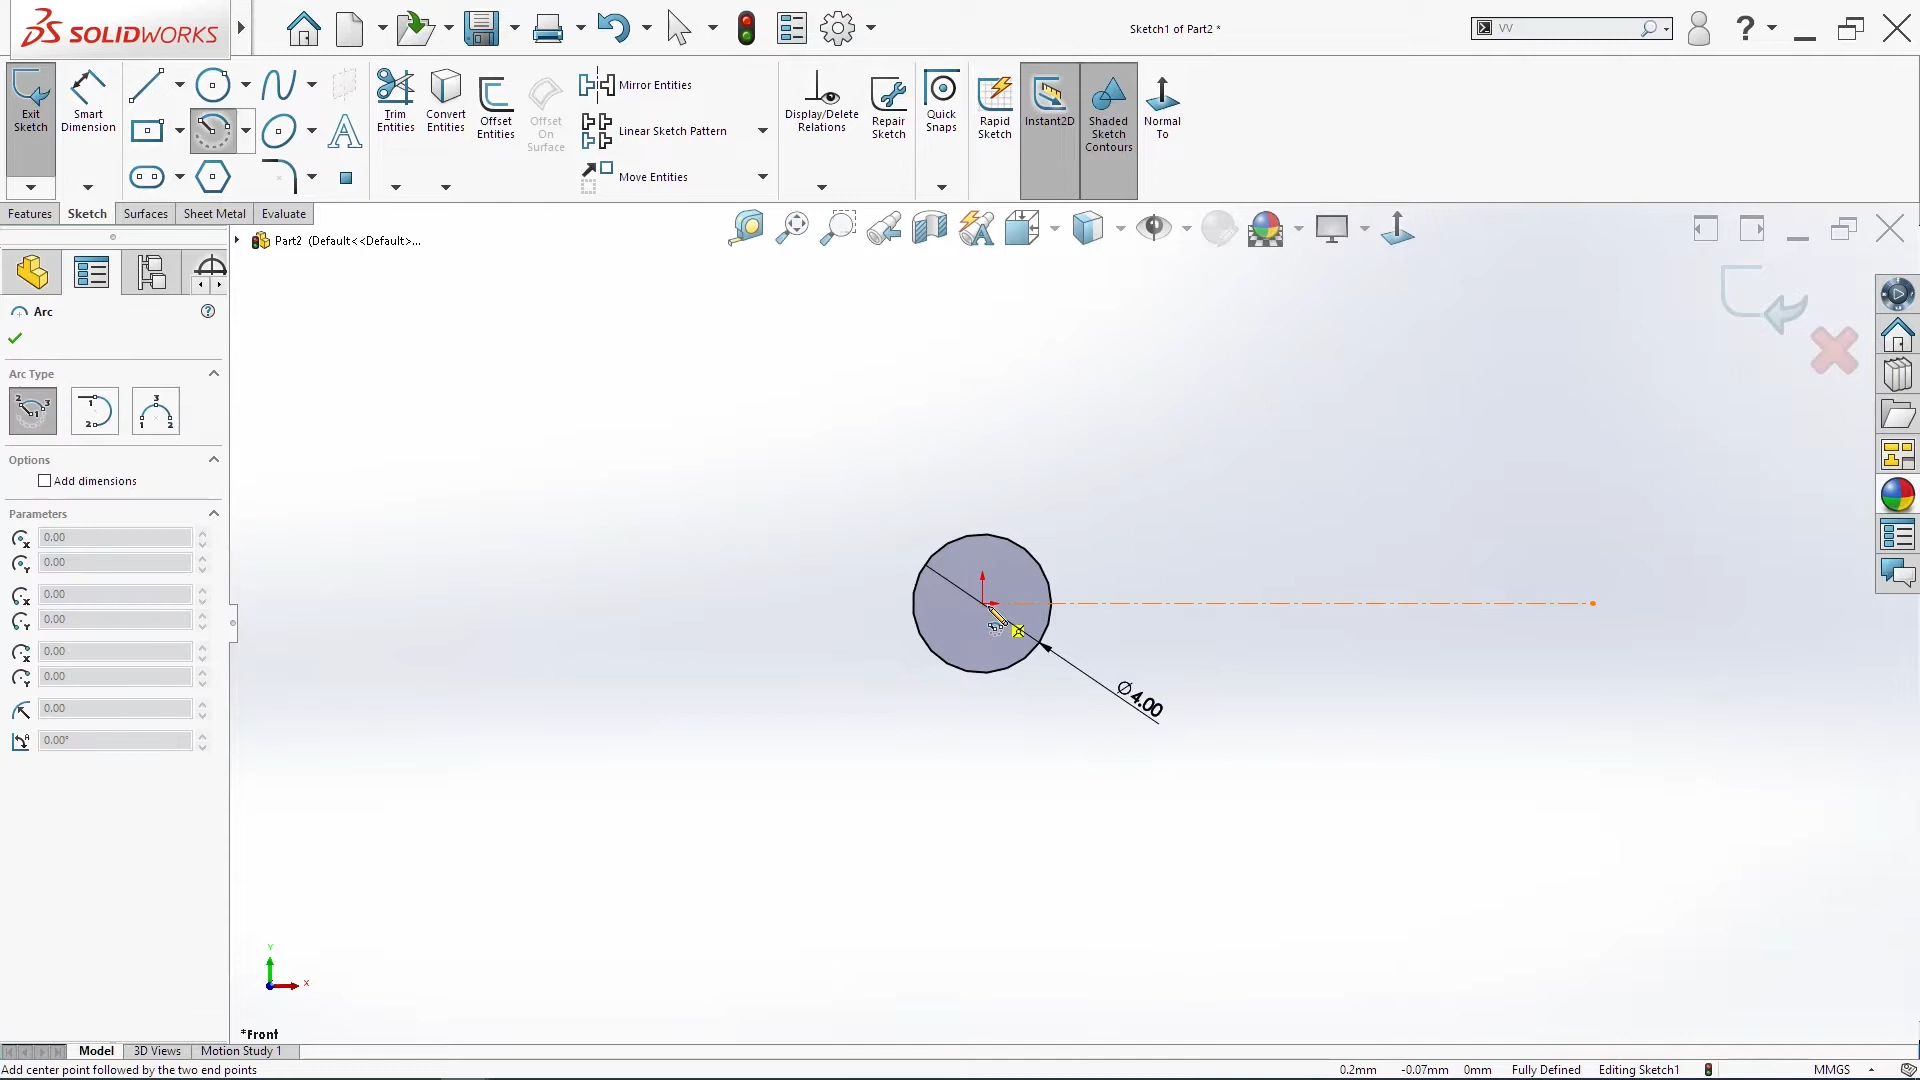 SOLIDWORKS
Sketch1 of Part2 *
VV
Exit Sketch
Smart Dimension
Trim Entities
Convert Entities
Offset Entities
Offset On Surface
Mirror Entities
Linear Sketch Pattern
Move Entities
Display/Delete Relations
Repair Sketch
Quick Snaps
Rapid Sketch
Instant2D
Shaded Sketch Contours
Normal To
Features
Sketch
Surfaces
Sheet Metal
Evaluate
Part2 (Default<<Default>...
Arc
Arc Type
Options
Add dimensions
Parameters
0.00
0.00
0.00
0.00
0.00
0.00
0.00
0.00°
Ø4.00
Y
X
*Front
Model
3D Views
Motion Study 1
Add center point followed by the two end points
0.2mm
-0.07mm
0mm
Fully Defined
Editing Sketch1
MMGS